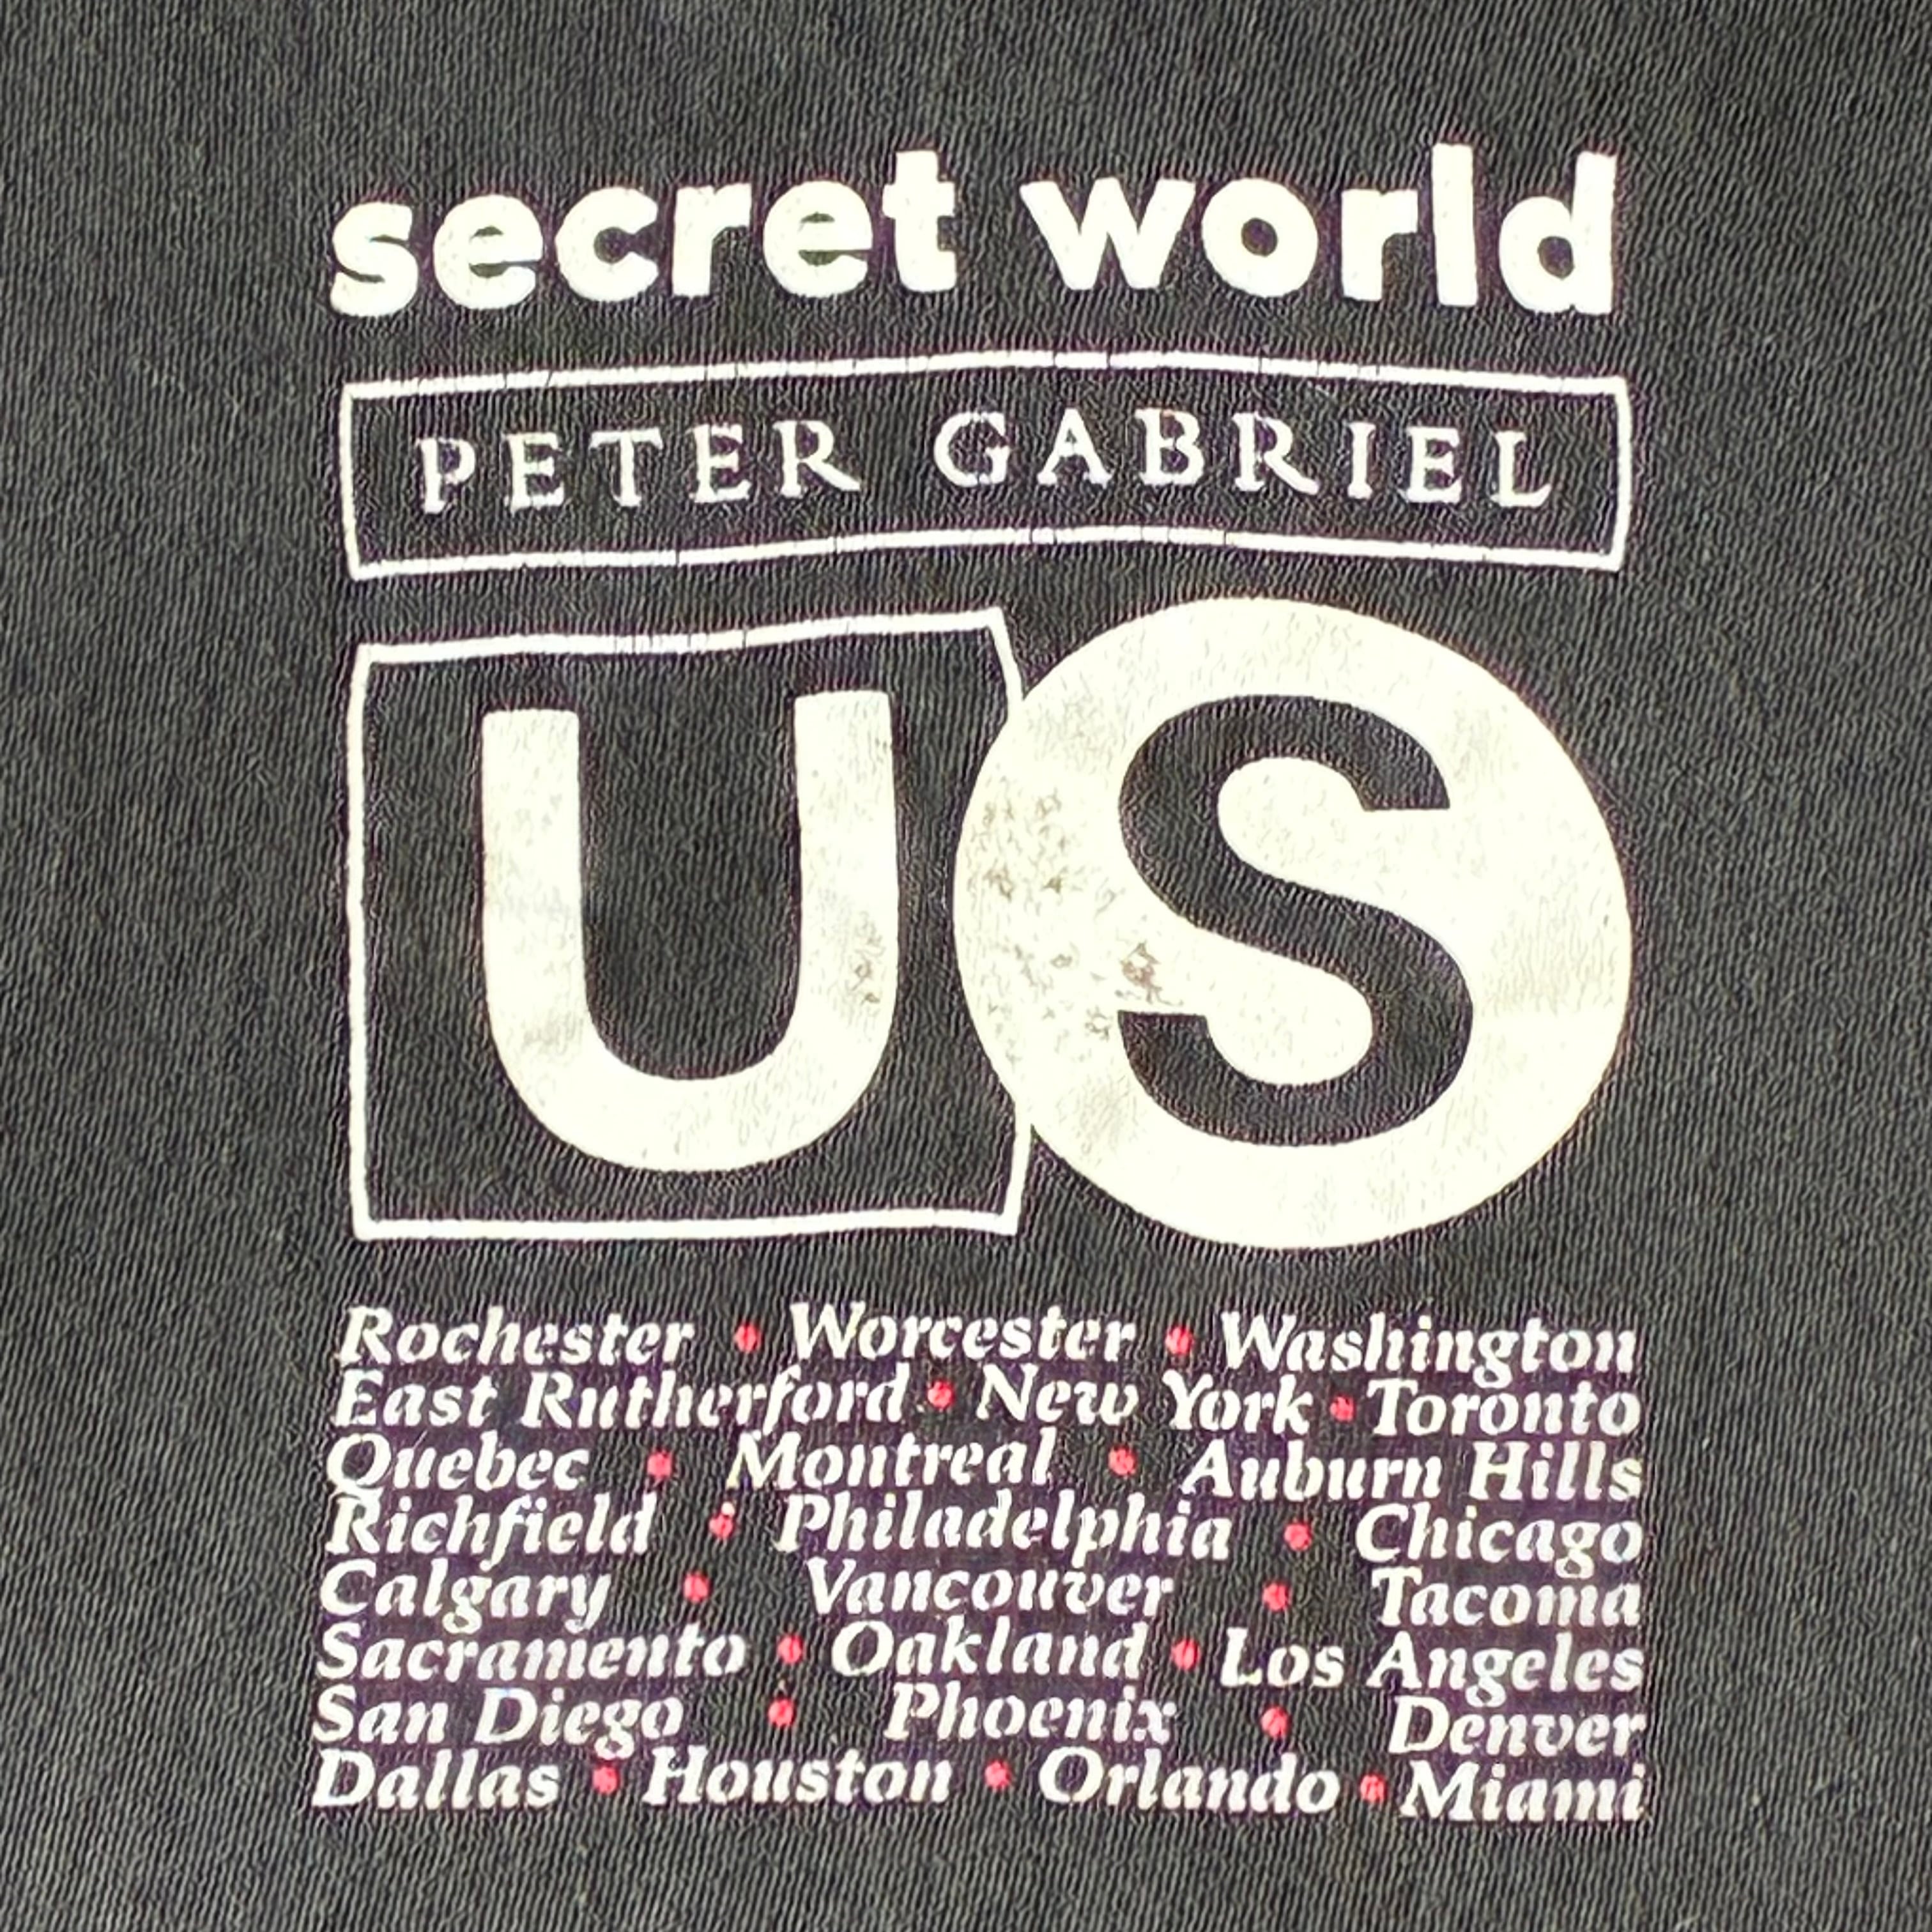 secret world
PETER GABRIEL
US
Rochester • Worcester • Washington
East Rutherford • New York • Toronto
Quebec • Montreal • Auburn Hills
Richfield • Philadelphia • Chicago
Calgary • Vancouver • Tacoma
Sacramento • Oakland • Los Angeles
San Diego • Phoenix • Denver
Dallas • Houston • Orlando • Miami